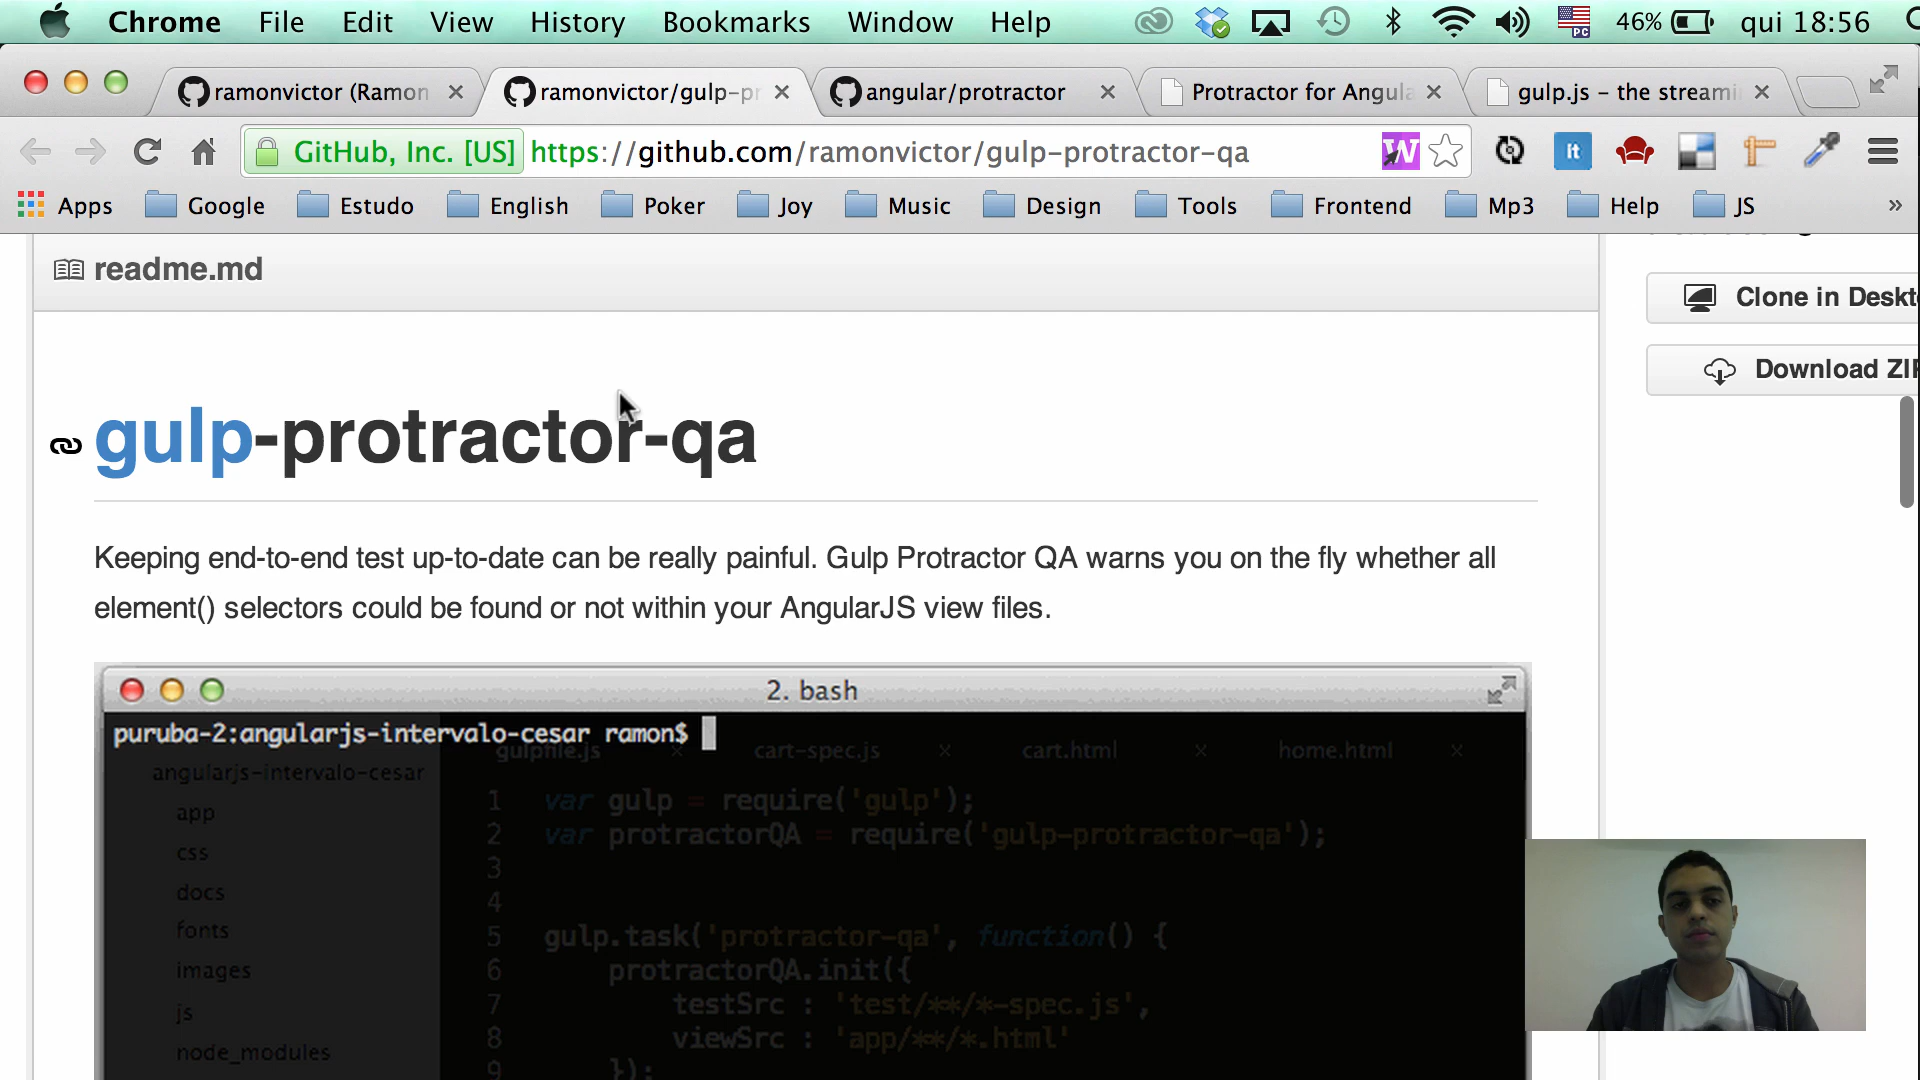 Chrome File Edit View History Bookmarks Window Help PC 46% qui 18:56
ramonvictor (Ramon ramonvictor/gulp-pr angular/protractor Protractor for Angula gulp.js - the streami
GitHub, Inc. [US] https://github.com/ramonvictor/gulp-protractor-qa W It
Apps Google Estudo English Poker Joy Music Design Tools Frontend Mp3 Help JS »
readme.md
Clone in Deskt
Download ZIP
gulp-protractor-qa
Keeping end-to-end test up-to-date can be really painful. Gulp Protractor QA warns you on the fly whether all
element() selectors could be found or not within your AngularJS view files.
2. bash
puruba-2:angularjs-intervalo-cesar ramon$
gulpfile.js cart-spec.js cart.html home.html
angularjs-intervalo-cesar
app
css
docs
fonts
images
js
node_modules
1 var gulp = require('gulp');
2 var protractorQA = require('gulp-protractor-qa');
3
4
5 gulp.task('protractor-qa', function() {
6 protractorQA.init({
7 testSrc : 'test/**/*-spec.js',
8 viewSrc : 'app/**/*.html'
9 });